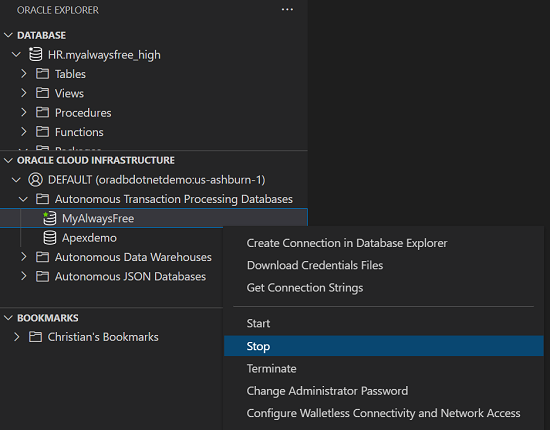 ORACLE EXPLORER
DATABASE
HR.myalwaysfree_high
Tables
Views
Procedures
Functions
Packages
ORACLE CLOUD INFRASTRUCTURE
DEFAULT (oradbdotnetdemo:us-ashburn-1)
Autonomous Transaction Processing Databases
MyAlwaysFree
Apexdemo
Autonomous Data Warehouses
Autonomous JSON Databases
BOOKMARKS
Christian's Bookmarks
Create Connection in Database Explorer
Download Credentials Files
Get Connection Strings
Start
Stop
Terminate
Change Administrator Password
Configure Walletless Connectivity and Network Access